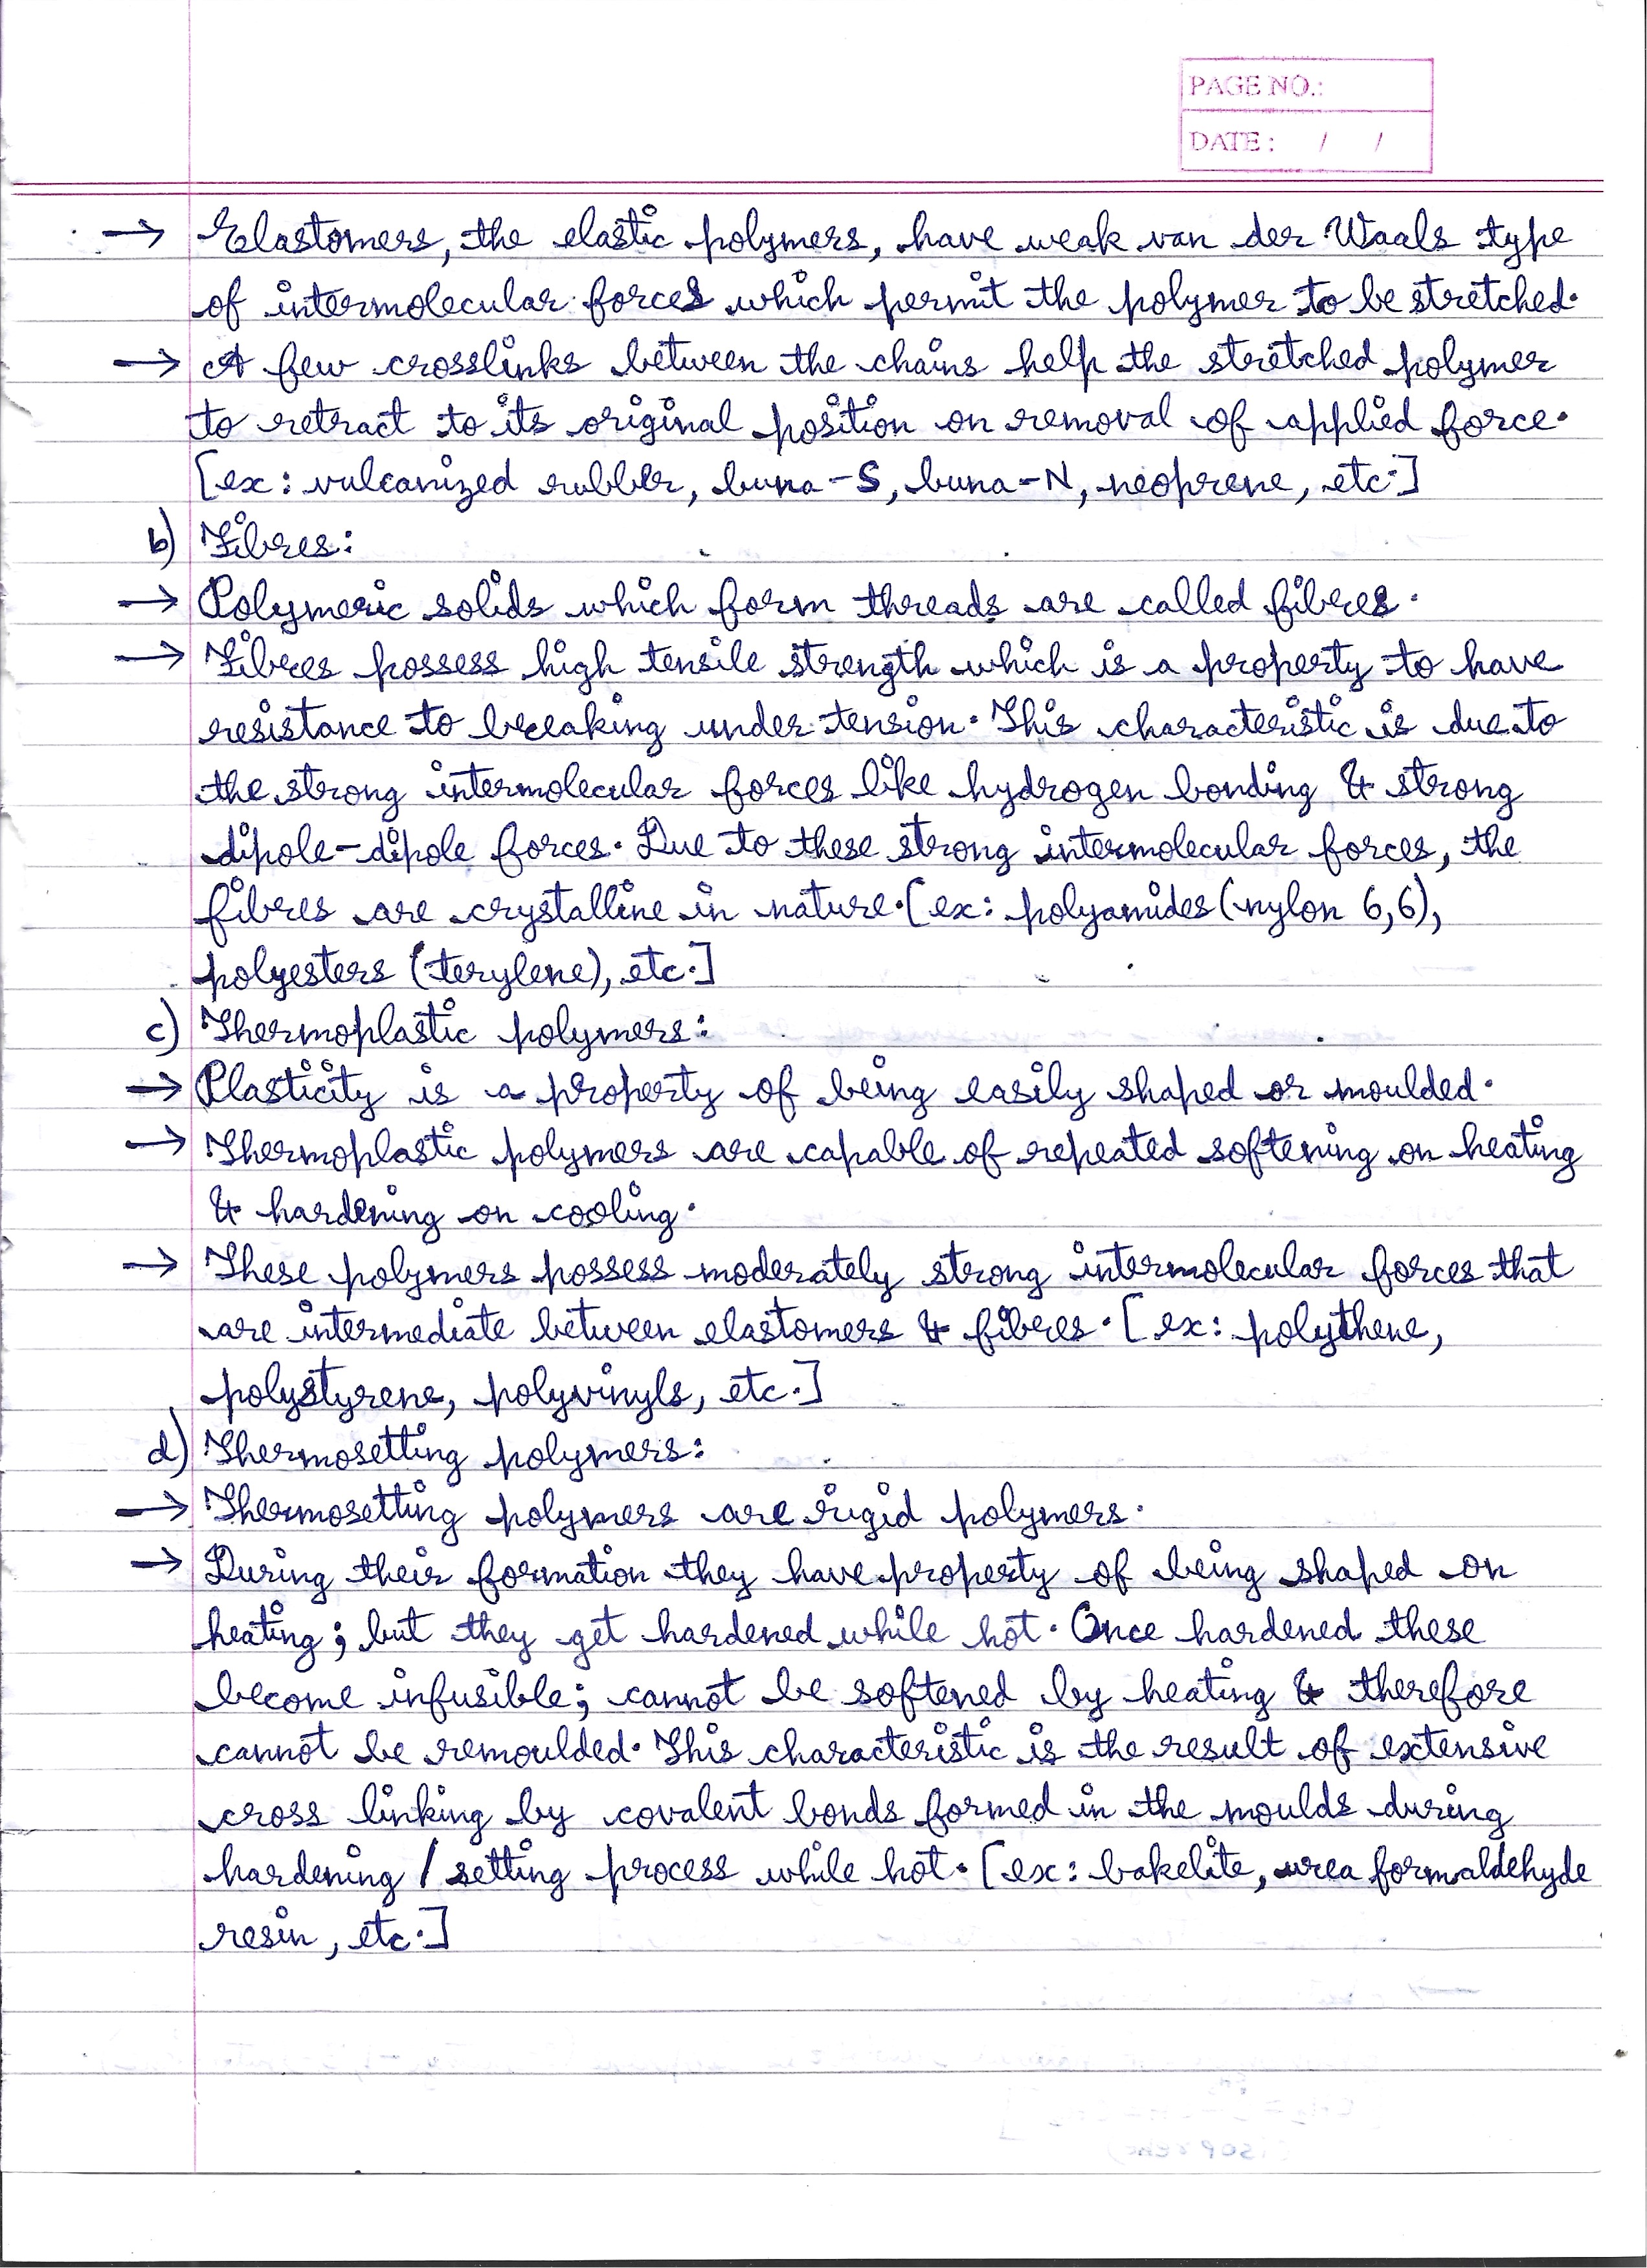 PAGE NO.:
DATE : / /
→ Elastomers, the elastic polymers, have weak van der Waals type
of intermolecular forces which permit the polymer to be stretched.
→ A few crosslinks between the chains help the stretched polymer
to retract to its original position on removal of applied force.
[ex: vulcanized rubber, buna-S, buna-N, neoprene, etc.]
b) Fibres:
→ Polymeric solids which form threads are called fibres.
→ Fibres possess high tensile strength which is a property to have
resistance to breaking under tension. This characteristic is due to
the strong intermolecular forces like hydrogen bonding & strong
dipole-dipole forces. Due to these strong intermolecular forces, the
fibres are crystalline in nature. [ex: polyamides (nylon 6,6),
polyesters (terylene), etc.]
c) Thermoplastic polymers:
→ Plasticity is a property of being easily shaped or moulded.
→ Thermoplastic polymers are capable of repeated softening on heating
& hardening on cooling.
→ These polymers possess moderately strong intermolecular forces that
are intermediate between elastomers & fibres. [ex: polythene,
polystyrene, polyvinyls, etc.]
d) Thermosetting polymers:
→ Thermosetting polymers are rigid polymers.
→ During their formation they have property of being shaped on
heating; but they get hardened while hot. Once hardened these
become infusible; cannot be softened by heating & therefore
cannot be remoulded. This characteristic is the result of extensive
cross linking by covalent bonds formed in the moulds during
hardening / setting process while hot. [ex: bakelite, urea formaldehyde
resin, etc.]